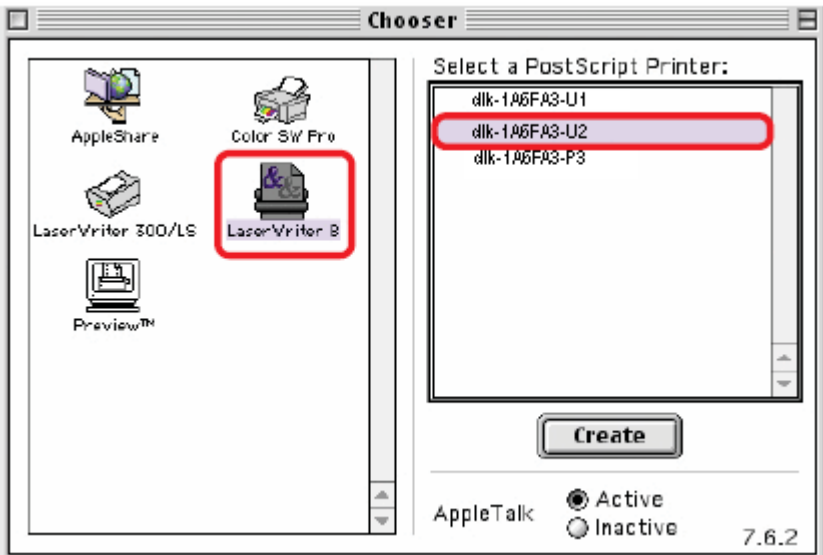 Chooser
AppleShare
Color SW Pro
LaserWriter 300/LS
LaserWriter 8
Preview™
Select a PostScript Printer:
dlk-1A6FA3-U1
dlk-1A6FA3-U2
dlk-1A6FA3-P3
Create
AppleTalk
Active
Inactive
7.6.2